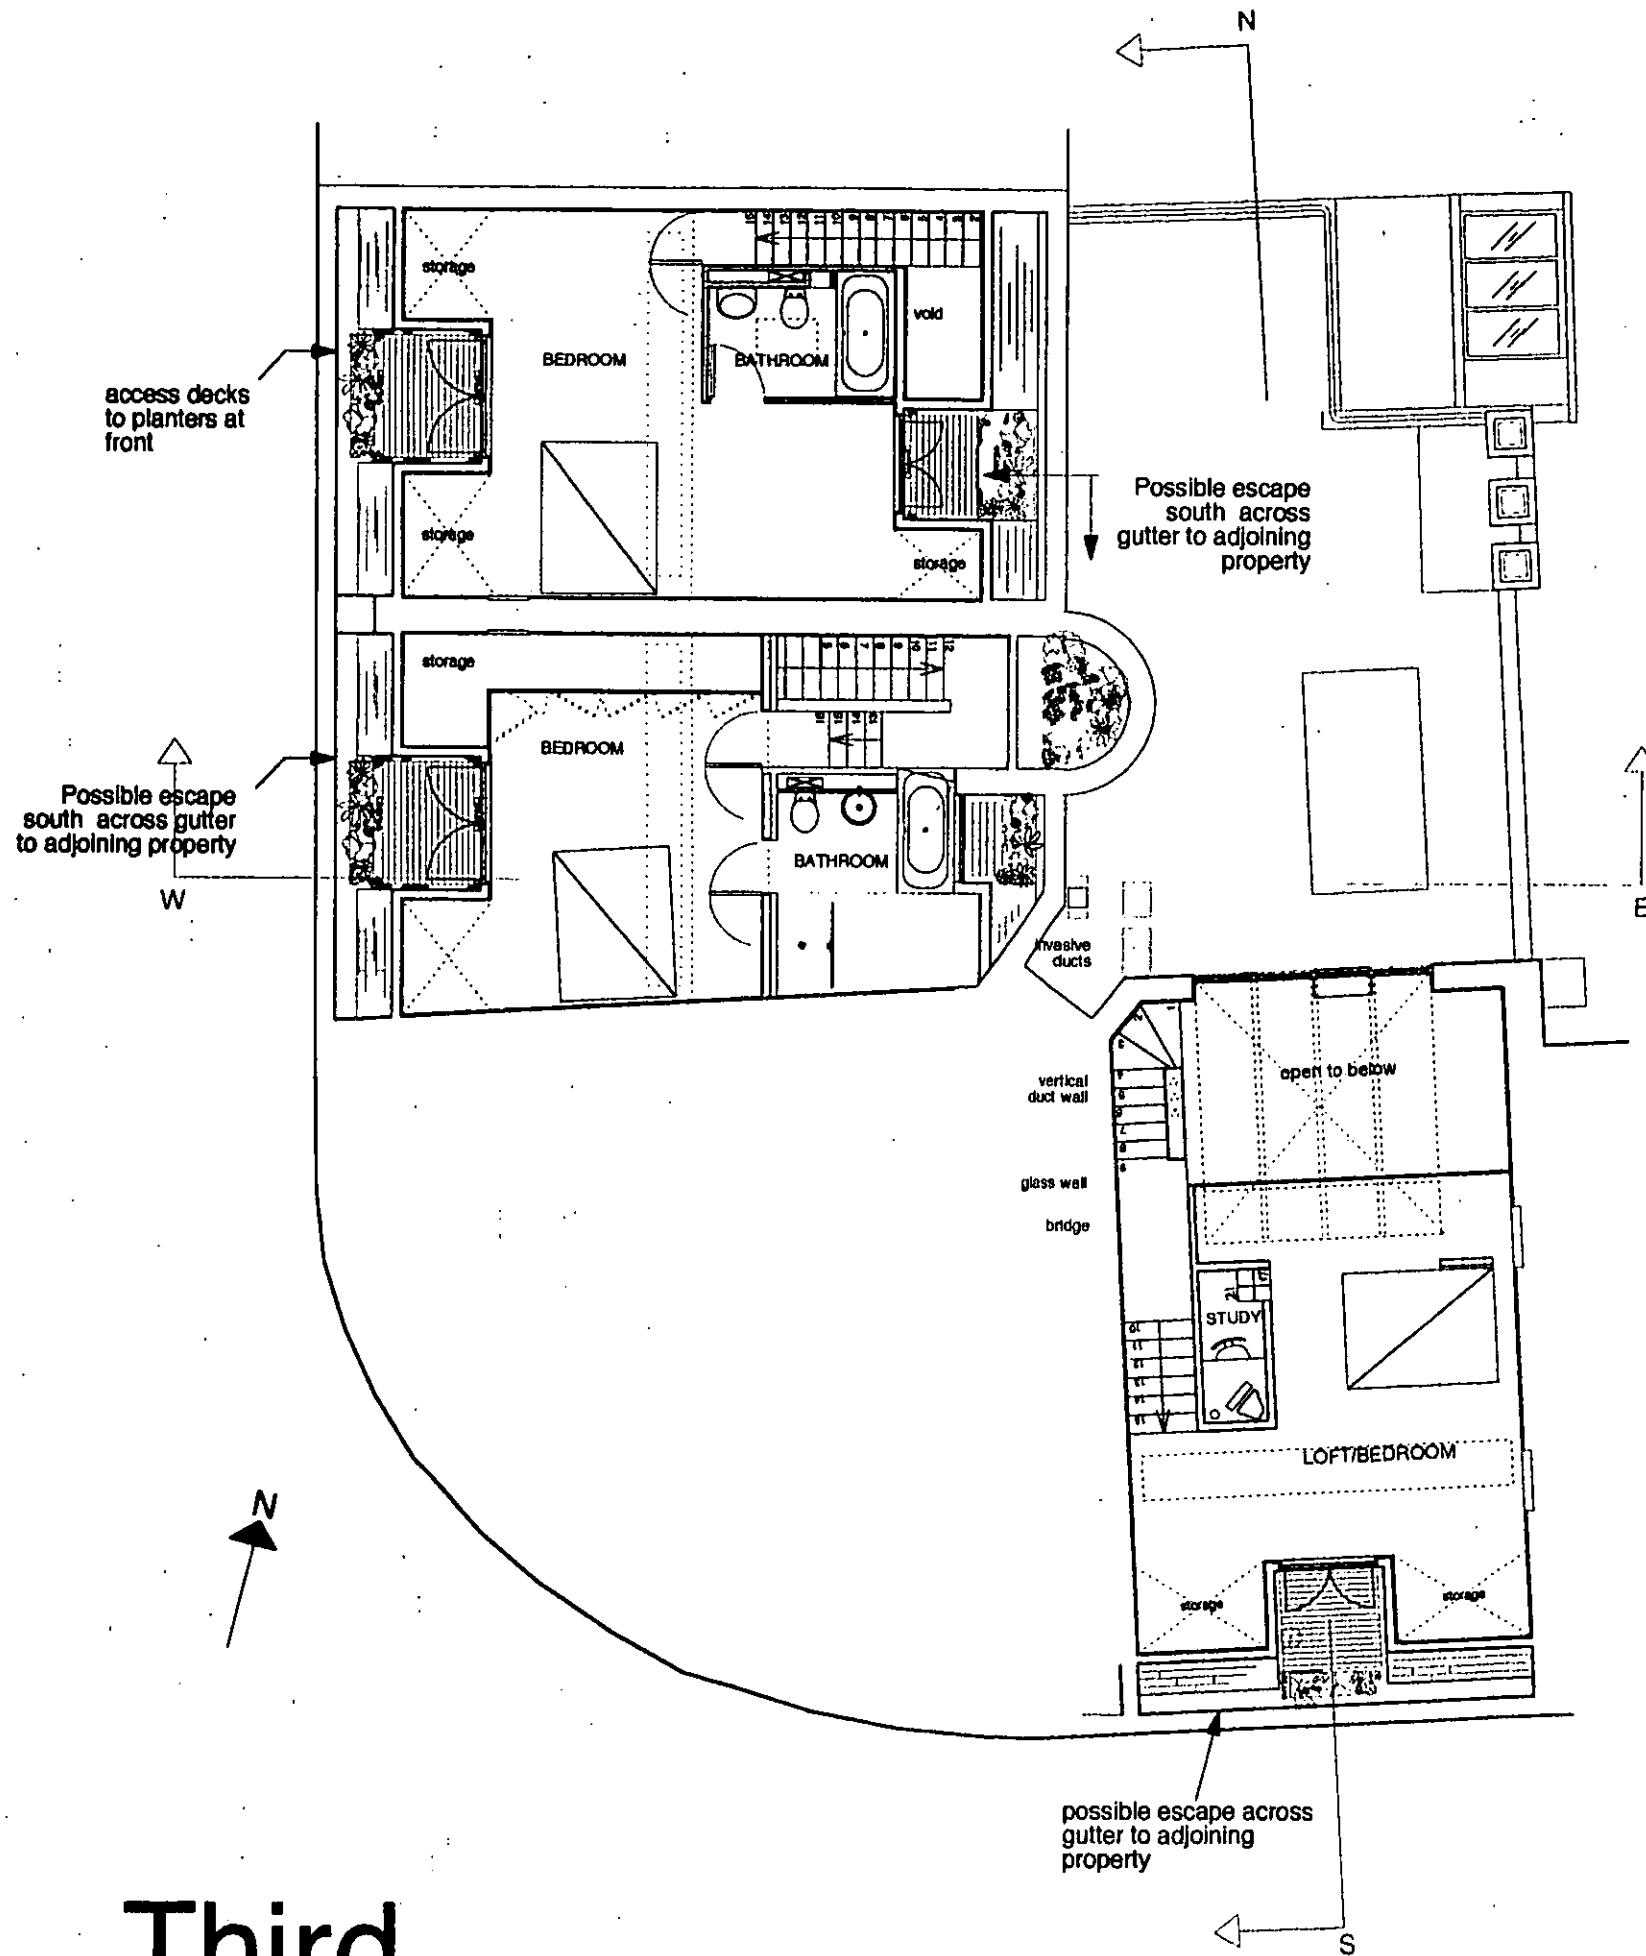 N
storage
void
BEDROOM
BATHROOM
access decks
to planters at
front
Possible escape
south across
gutter to adjoining
property
storage
storage
storage
BEDROOM
Possible escape
south across gutter
to adjoining property
BATHROOM
W
E
invasive
ducts
vertical
duct wall
open to below
glass wall
bridge
STUDY
LOFT/BEDROOM
N
storage
storage
possible escape across
gutter to adjoining
property
Third
S